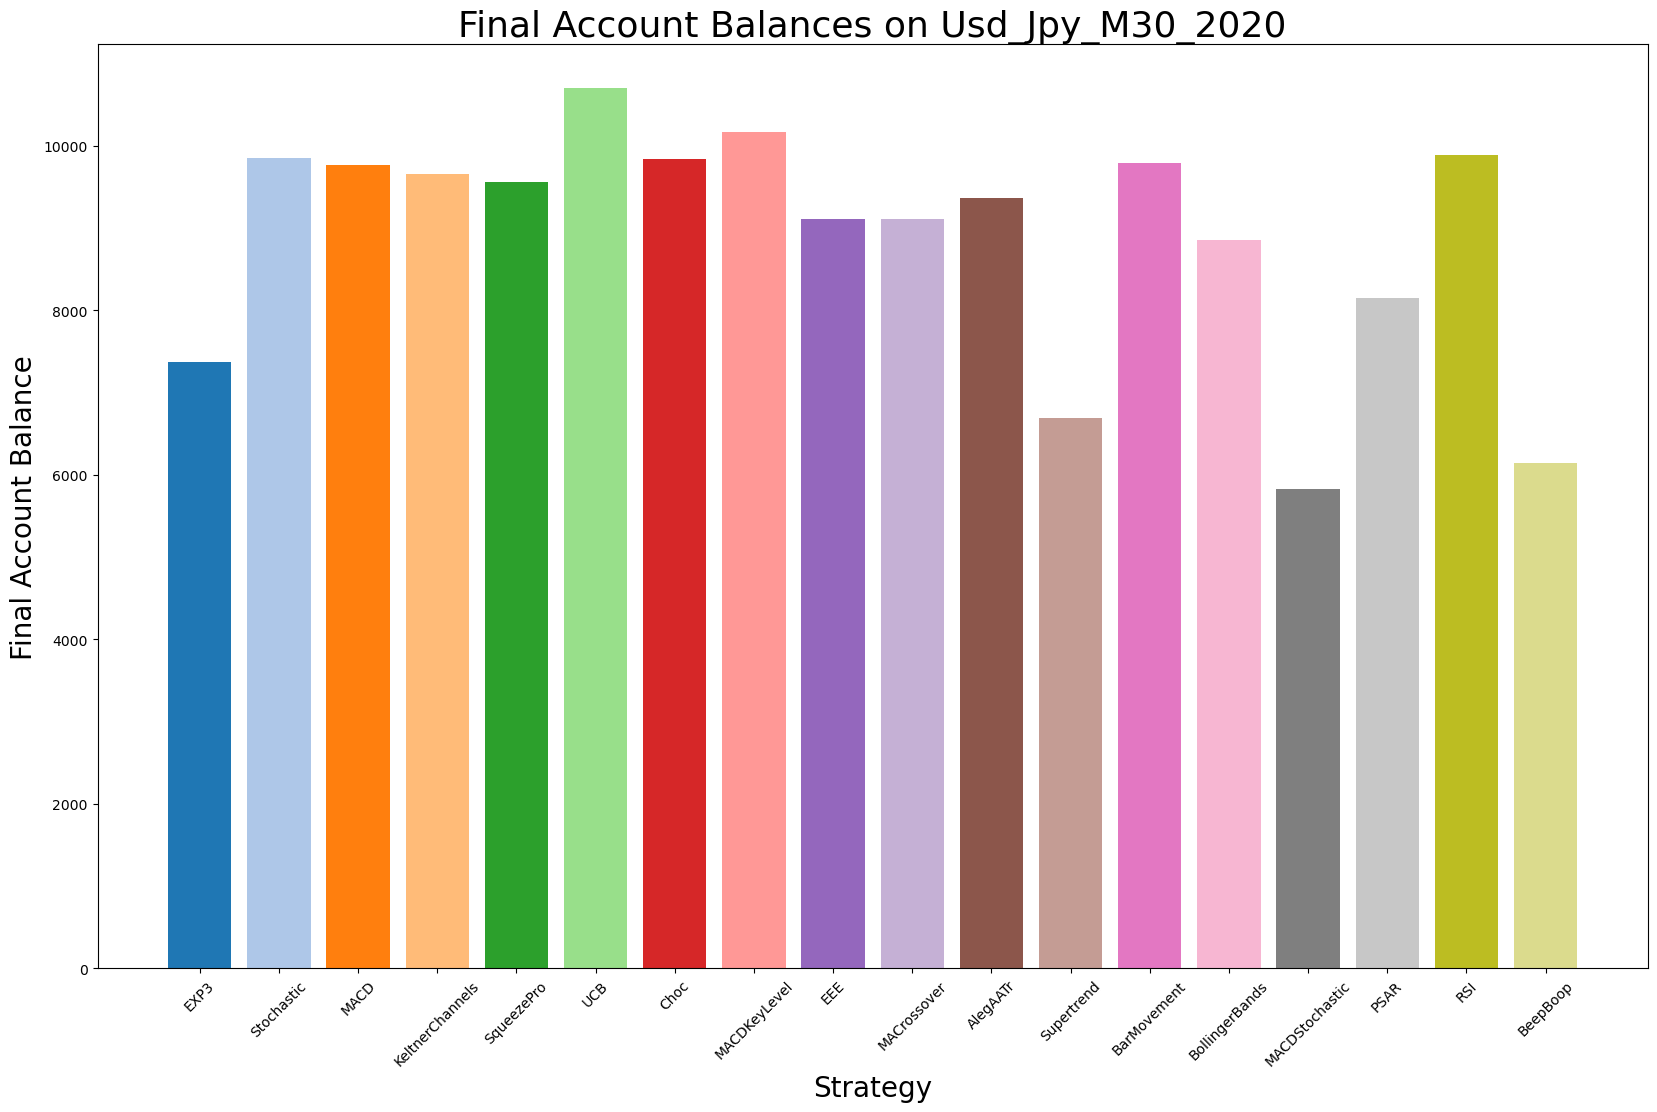 Final Account Balances on Usd_Jpy_M30_2020
Final Account Balance
10000
8000
6000
4000
2000
0
EXP3
Stochastic
MACD
KeltnerChannels
SqueezePro
UCB
Choc
MACDKeyLevel
EEE
MACrossover
AlegAATr
Supertrend
BarMovement
BollingerBands
MACDStochastic
PSAR
RSI
BeepBoop
Strategy